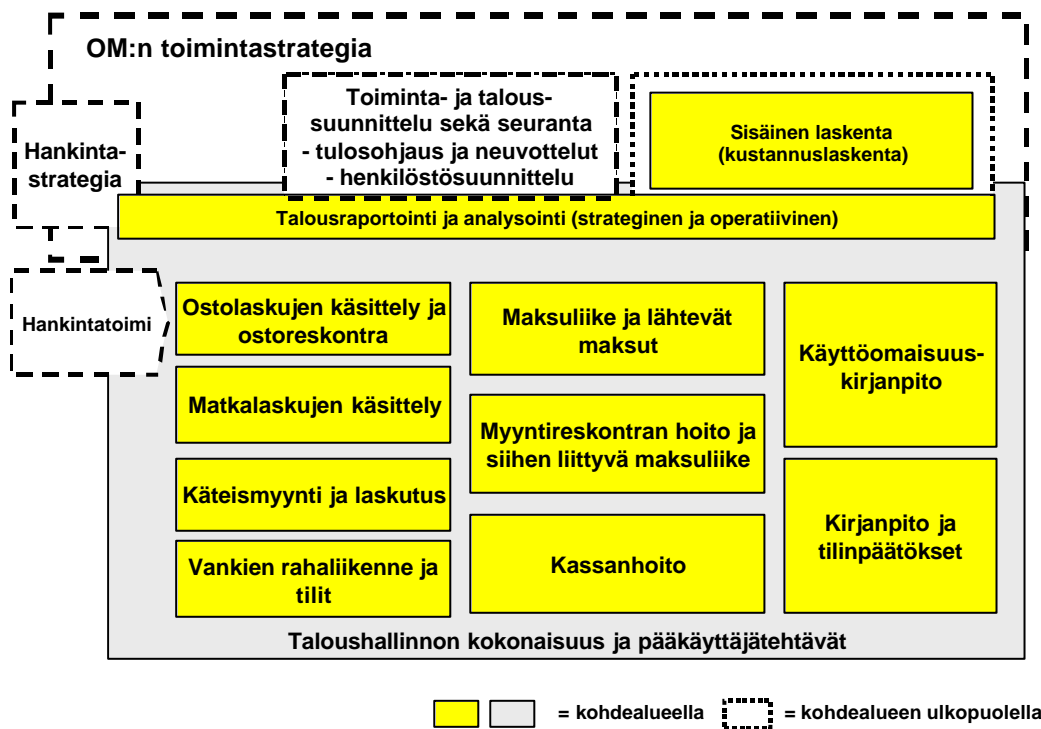 OM:n toimintastrategia
Toiminta- ja talous-
suunnittelu sekä seuranta
- tulosohjaus ja neuvottelut
- henkilöstösuunnittelu
Sisäinen laskenta
(kustannuslaskenta)
Hankinta-
strategia
Talousraportointi ja analysointi (strateginen ja operatiivinen)
Hankintatoimi
Ostolaskujen käsittely ja
ostoreskontra
Matkalaskujen käsittely
Käteismyynti ja laskutus
Vankien rahaliikenne ja
tilit
Maksuliike ja lähtevät
maksut
Myyntireskontran hoito ja
siihen liittyvä maksuliike
Kassanhoito
Käyttöomaisuus-
kirjanpito
Kirjanpito ja
tilinpäätökset
Taloushallinnon kokonaisuus ja pääkäyttäjätehtävät
= kohdealueella
= kohdealueen ulkopuolella